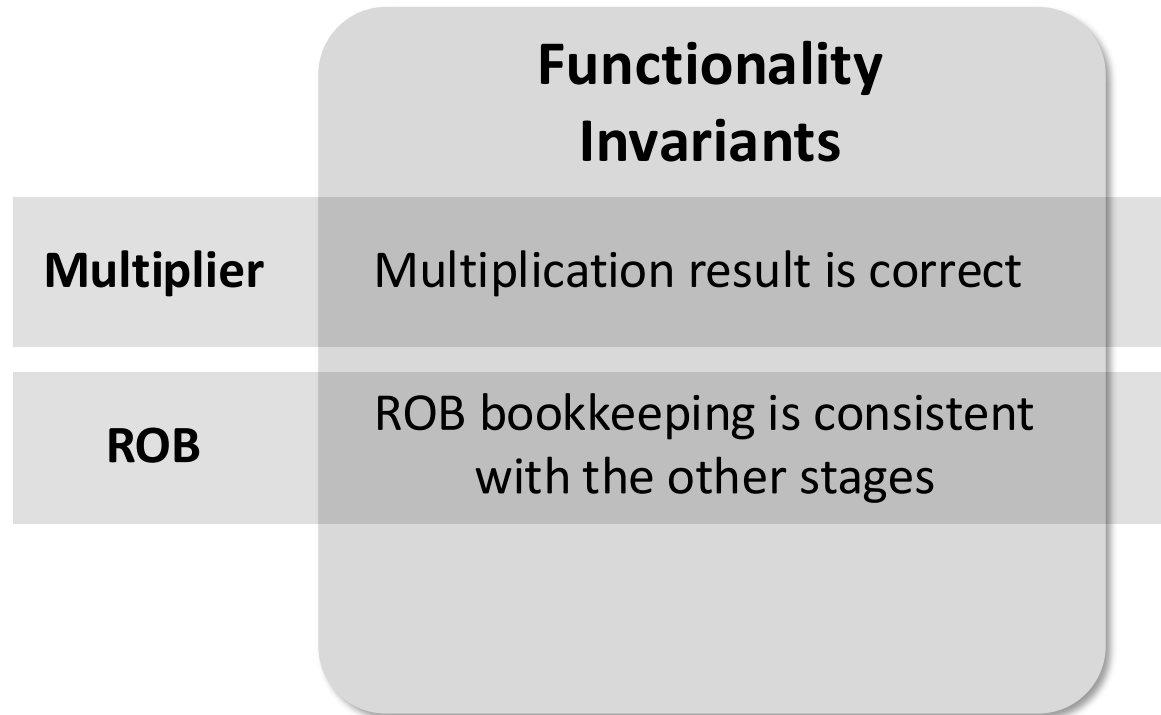 Functionality
Invariants
Multiplier
Multiplication result is correct
ROB
ROB bookkeeping is consistent
with the other stages